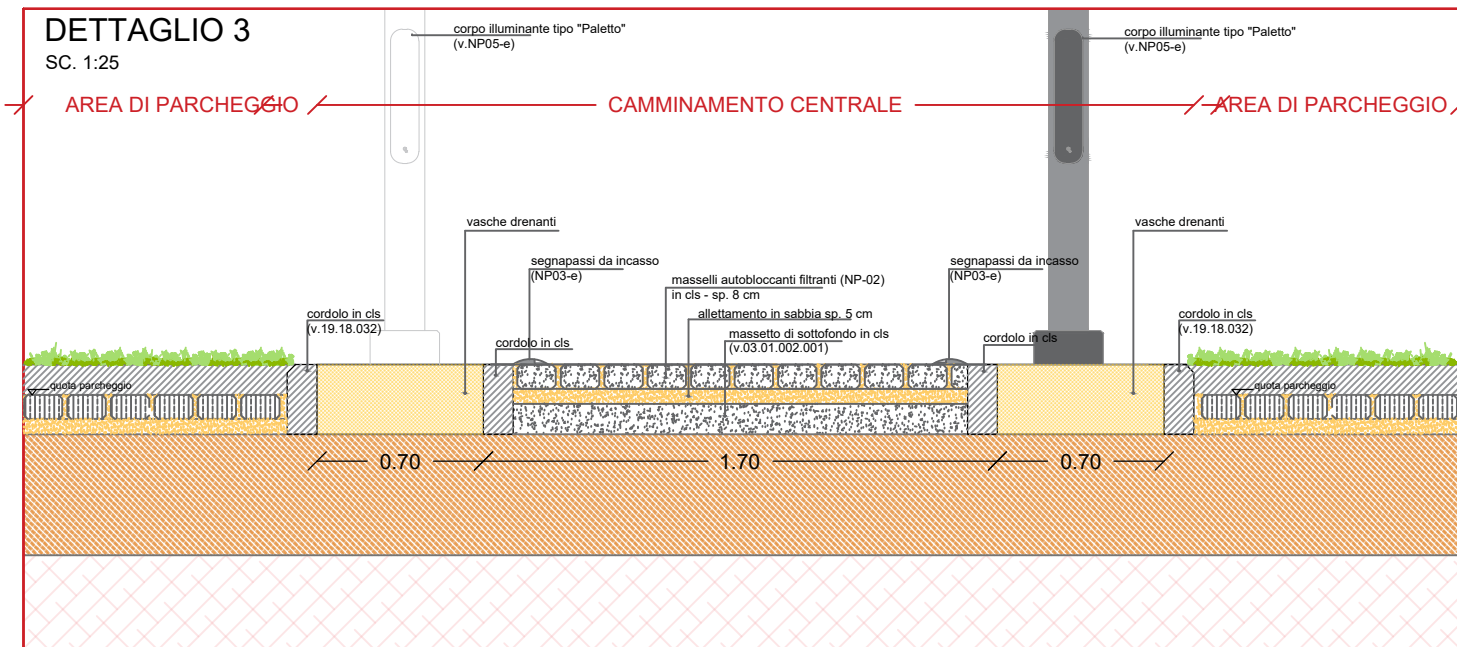 DETTAGLIO 3
SC. 1:25
corpo illuminante tipo "Paletto"
(v.NP05-e)
corpo illuminante tipo "Paletto"
(v.NP05-e)
AREA DI PARCHEGGIO
CAMMINAMENTO CENTRALE
AREA DI PARCHEGGIO
vasche drenanti
vasche drenanti
segnapassi da incasso
(NP03-e)
segnapassi da incasso
(NP03-e)
masselli autobloccanti filtranti (NP-02)
in cls - sp. 8 cm
allettamento in sabbia sp. 5 cm
massetto di sottofondo in cls
(v.03.01.002.001)
cordolo in cls
(v.19.18.032)
cordolo in cls
cordolo in cls
cordolo in cls
(v.19.18.032)
quota parcheggio
quota parcheggio
0.70
1.70
0.70